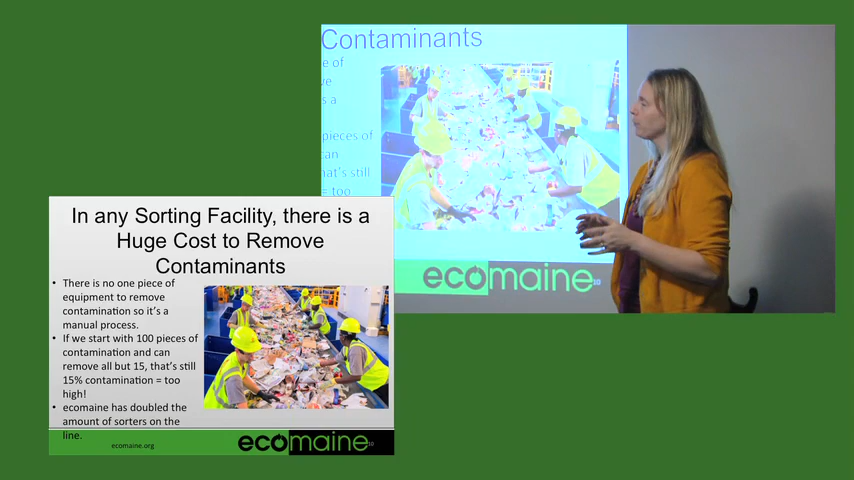 Contaminants
e of
ve
s a
pieces of
can
hat's still
= too
ecomaine
10
In any Sorting Facility, there is a
Huge Cost to Remove
Contaminants
• There is no one piece of
equipment to remove
contamination so it's a
manual process.
• If we start with 100 pieces of
contamination and can
remove all but 15, that's still
15% contamination = too
high!
• ecomaine has doubled the
amount of sorters on the
line.
ecomaine.org
ecomaine
10